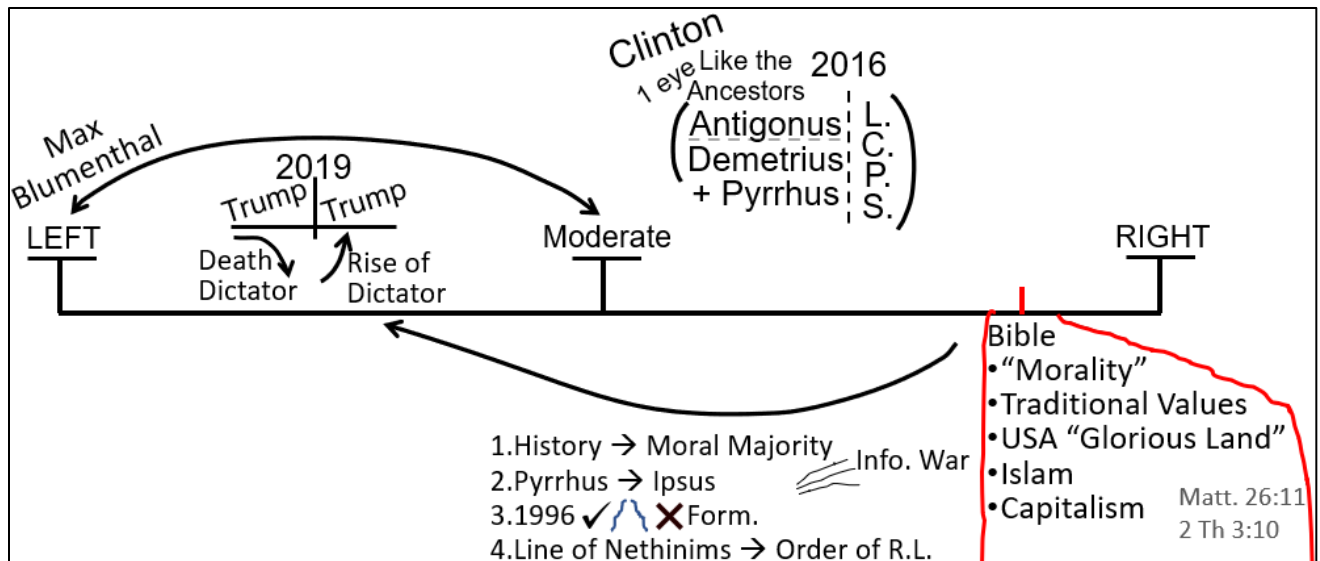 Clinton
1 eye
Like the
Ancestors
2016
Antigonus
Demetrius
+ Pyrrhus
L.
C.
P.
S.
Max
Blumenthal
2019
Trump
Trump
LEFT
Moderate
RIGHT
Death
Dictator
Rise of
Dictator
Bible
•“Morality”
•Traditional Values
•USA “Glorious Land”
•Islam
•Capitalism
Matt. 26:11
2 Th 3:10
1.History → Moral Majority
2.Pyrrhus → Ipsus
Info. War
3.1996 ✓ ✕ Form.
4.Line of Nethinims → Order of R.L.